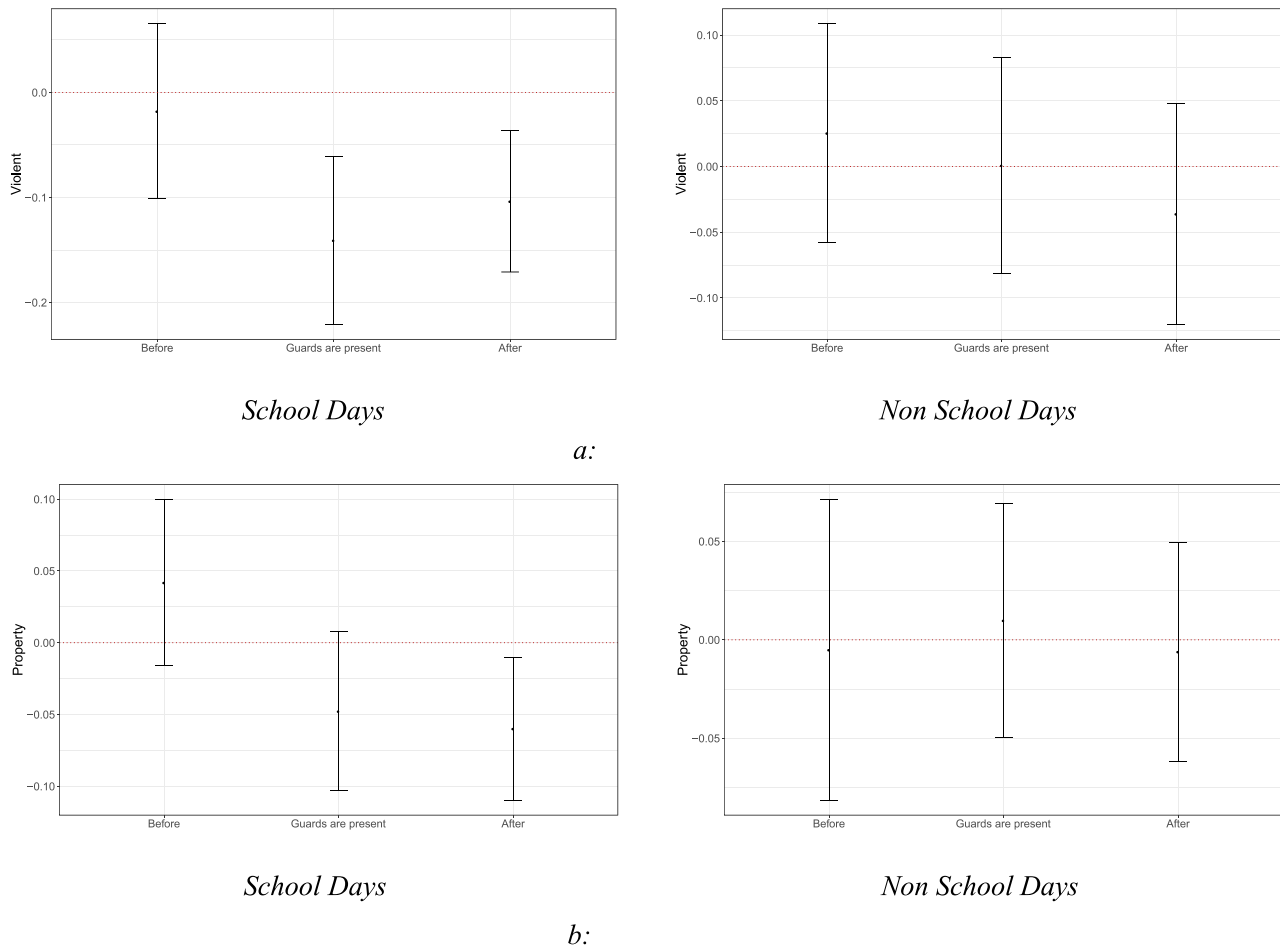 Violent
0.0
−0.1
−0.2
Before
Guards are present
After
School Days
Violent
0.10
0.05
0.00
−0.05
−0.10
Before
Guards are present
After
Non School Days
a:
Property
0.10
0.05
0.00
−0.05
−0.10
Before
Guards are present
After
School Days
Property
0.05
0.00
−0.05
Before
Guards are present
After
Non School Days
b: